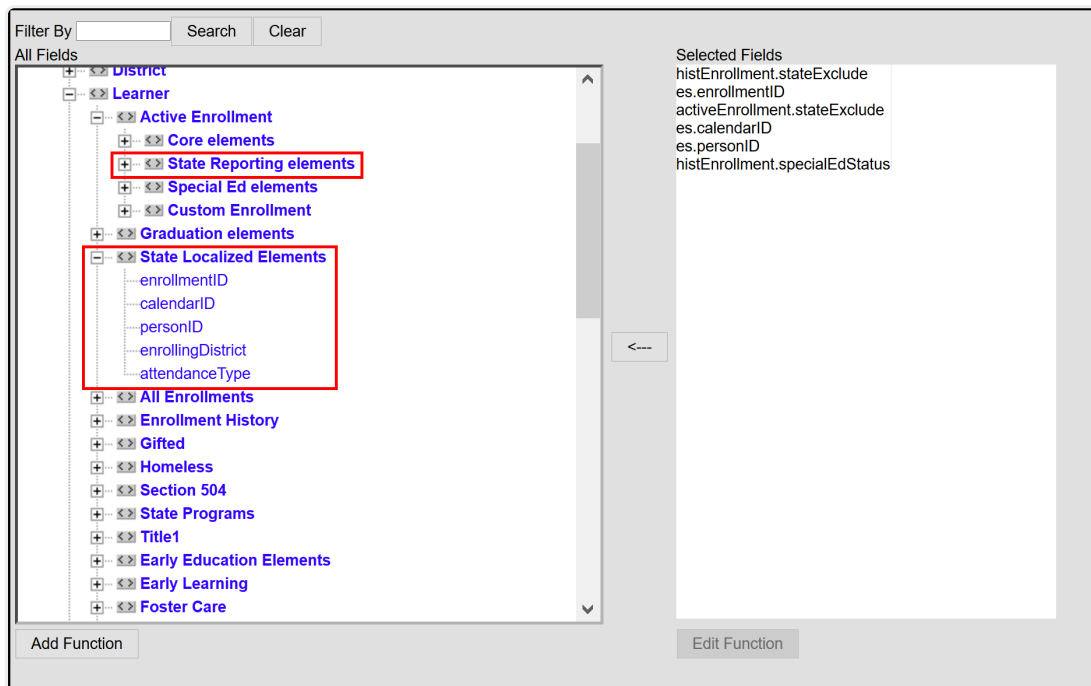 Filter By Search Clear
All Fields
District
Learner
Active Enrollment
Core elements
State Reporting elements
Special Ed elements
Custom Enrollment
Graduation elements
State Localized Elements
enrollmentID
calendarID
personID
enrollingDistrict
attendanceType
All Enrollments
Enrollment History
Gifted
Homeless
Section 504
State Programs
Title1
Early Education Elements
Early Learning
Foster Care
Add Function
<---
Selected Fields
histEnrollment.stateExclude
es.enrollmentID
activeEnrollment.stateExclude
es.calendarID
es.personID
histEnrollment.specialEdStatus
Edit Function